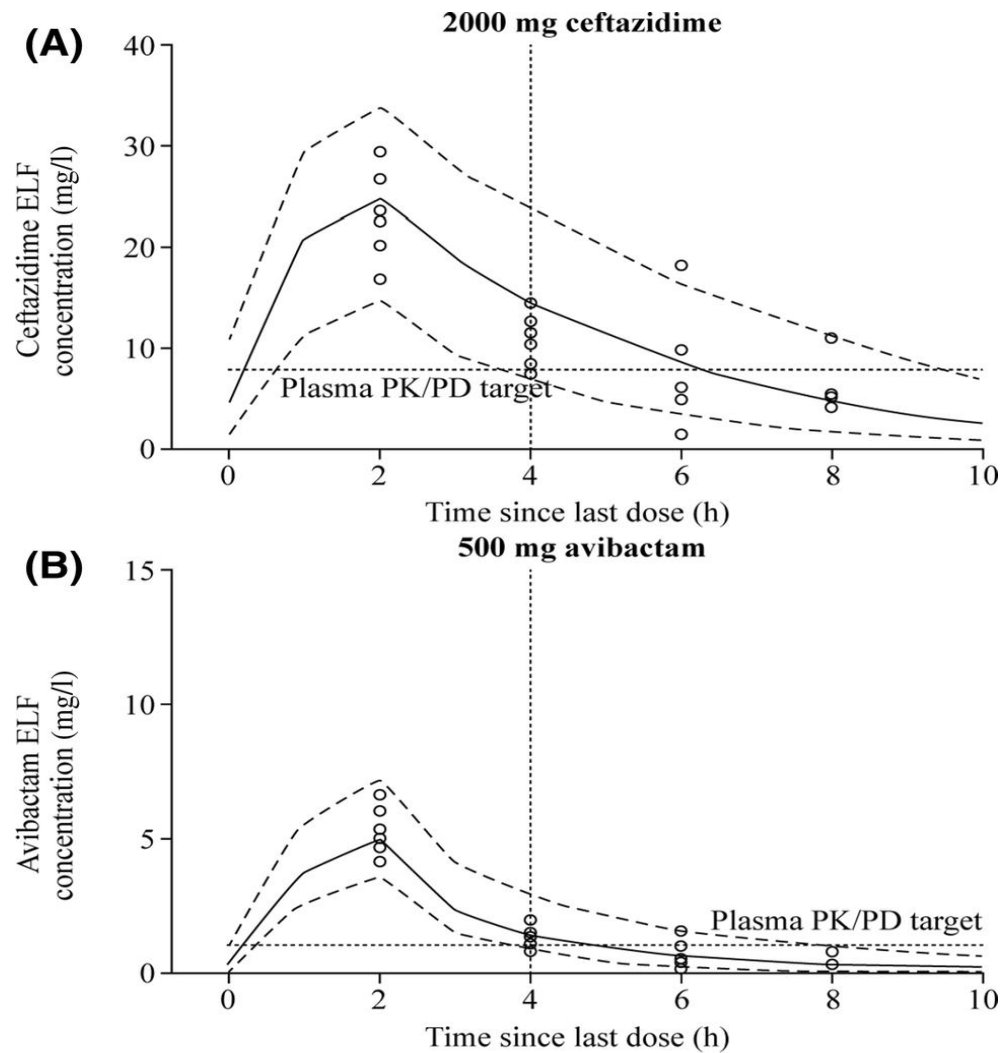 (A)
2000 mg ceftazidime
Ceftazidime ELF
concentration (mg/l)
40
30
20
10
0
Plasma PK/PD target
0 2 4 6 8 10
Time since last dose (h)
(B)
500 mg avibactam
Avibactam ELF
concentration (mg/l)
15
10
5
0
Plasma PK/PD target
0 2 4 6 8 10
Time since last dose (h)